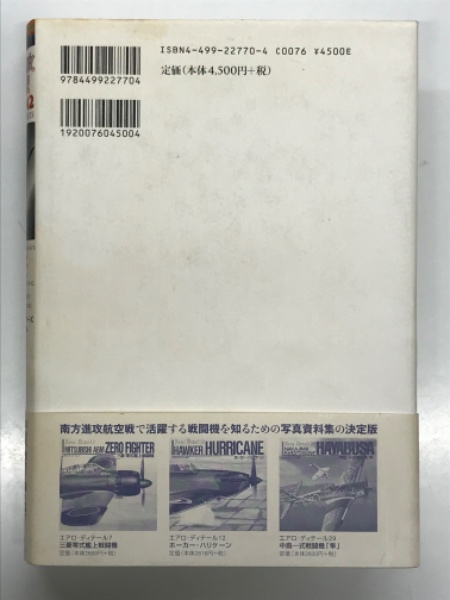 ISBN4-499-22770-4 C0076 ¥4500E
定価(本体4,500円+税)
9784499227704
1920076045004
南方進攻航空戦で活躍する戦闘機を知るための写真資料集の決定版
MITSUBISHI A6M ZERO FIGHTER
HAWKER HURRICANE
HAYABUSA
エアロ・ディテール7
三菱零式艦上戦闘機
エアロ・ディテール12
ホーカー・ハリケーン
エアロ・ディテール29
中島一式戦闘機「隼」